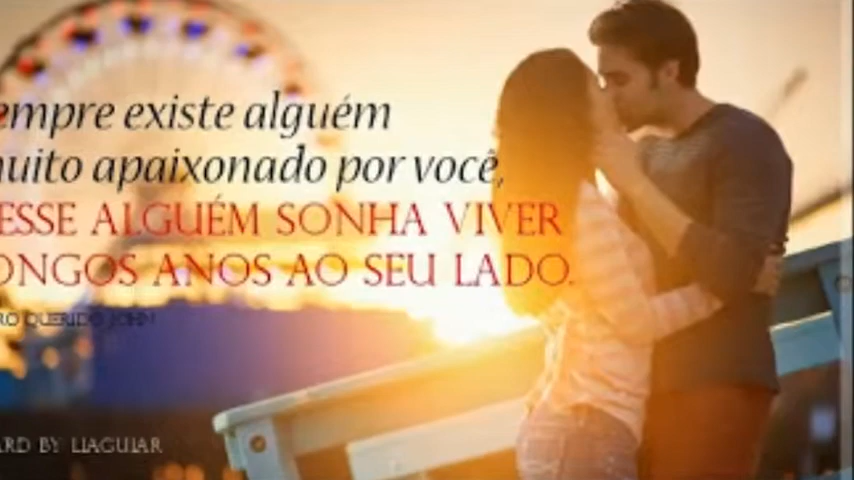 empre existe alguém
uito apaixonado por você,
ESSE ALGUÉM SONHA VIVER
ONGOS ANOS AO SEU LADO.
RO QUERIDO JOHN
ARD BY LIAGUIAR